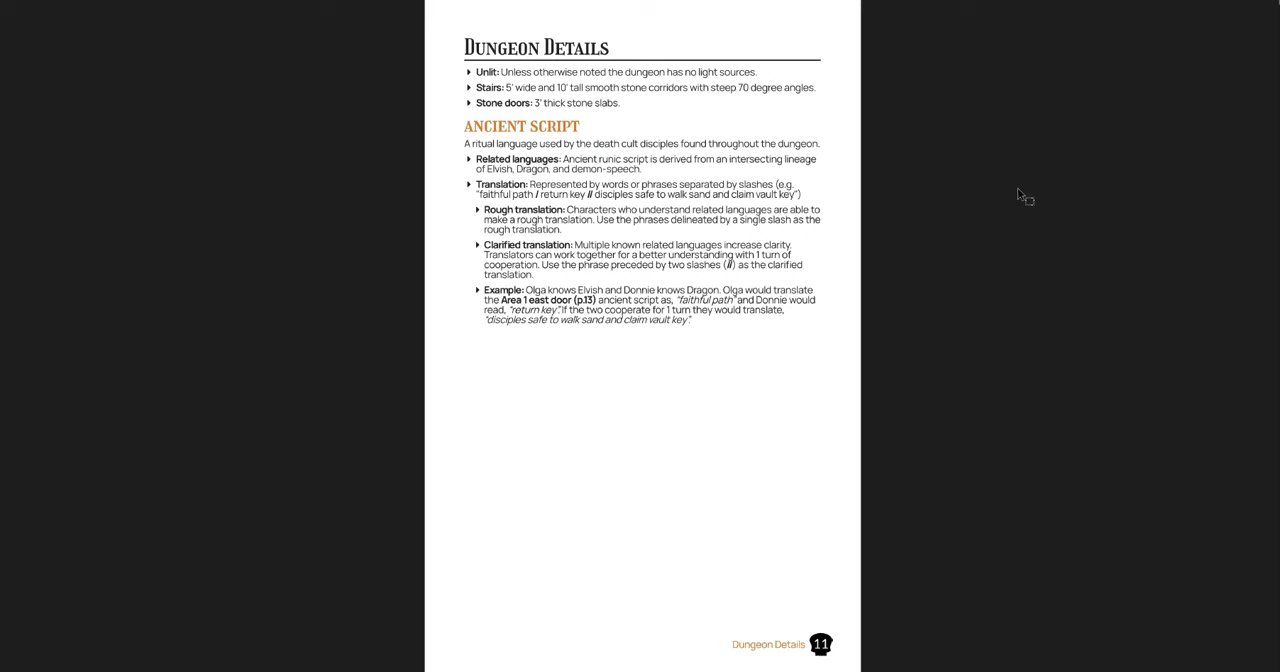 Dungeon Details
Unlit: Unless otherwise noted the dungeon has no light sources.
Stairs: 5' wide and 10' tall smooth stone corridors with steep 70 degree angles.
Stone doors: 3' thick stone slabs.
ANCIENT SCRIPT
A ritual language used by the death cult disciples found throughout the dungeon.
Related languages: Ancient runic script is derived from an intersecting lineage
of Elvish, Dragon, and demon-speech.
Translation: Represented by words or phrases separated by slashes (e.g.
"faithful path / return key // disciples safe to walk sand and claim vault key")
Rough translation: Characters who understand related languages are able to
make a rough translation. Use the phrases delineated by a single slash as the
rough translation.
Clarified translation: Multiple known related languages increase clarity.
Translators can work together for a better understanding with 1 turn of
cooperation. Use the phrase preceded by two slashes (//) as the clarified
translation.
Example: Olga knows Elvish and Donnie knows Dragon. Olga would translate
the Area 1 east door (p.13) ancient script as, "faithful path" and Donnie would
read, "return key". If the two cooperate for 1 turn they would translate,
"disciples safe to walk sand and claim vault key".
Dungeon Details 11